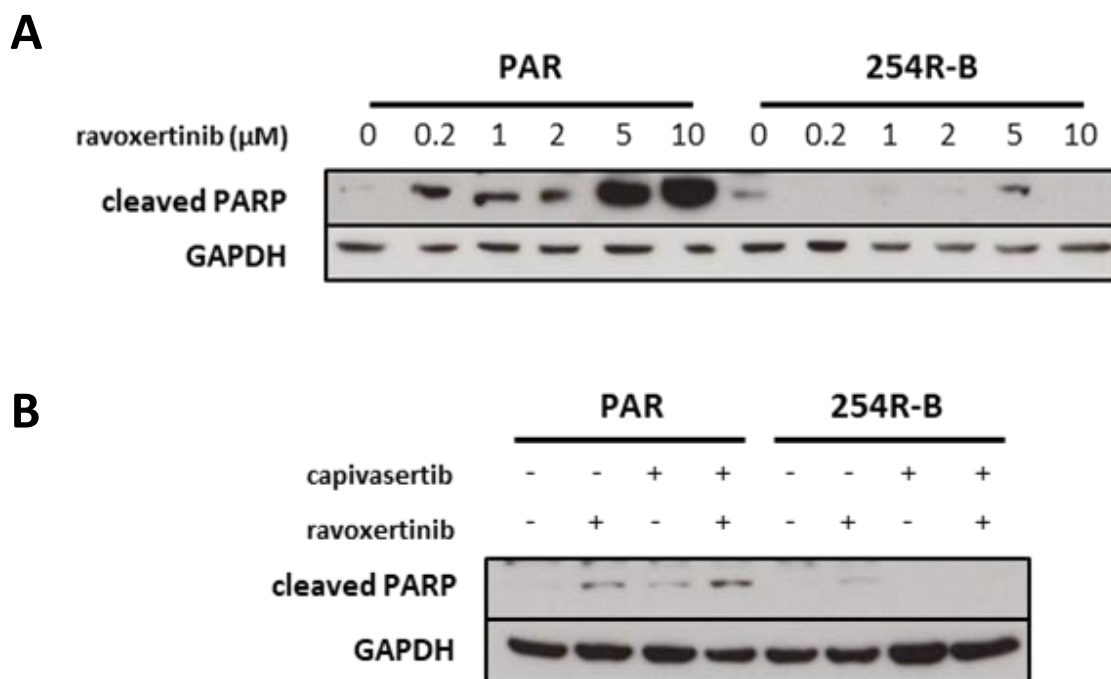 A
PAR 254R-B
ravoxertinib (µM) 0 0.2 1 2 5 10 0 0.2 1 2 5 10
cleaved PARP
GAPDH
B
PAR 254R-B
capivasertib - - + + - - + +
ravoxertinib - + - + - + - +
cleaved PARP
GAPDH